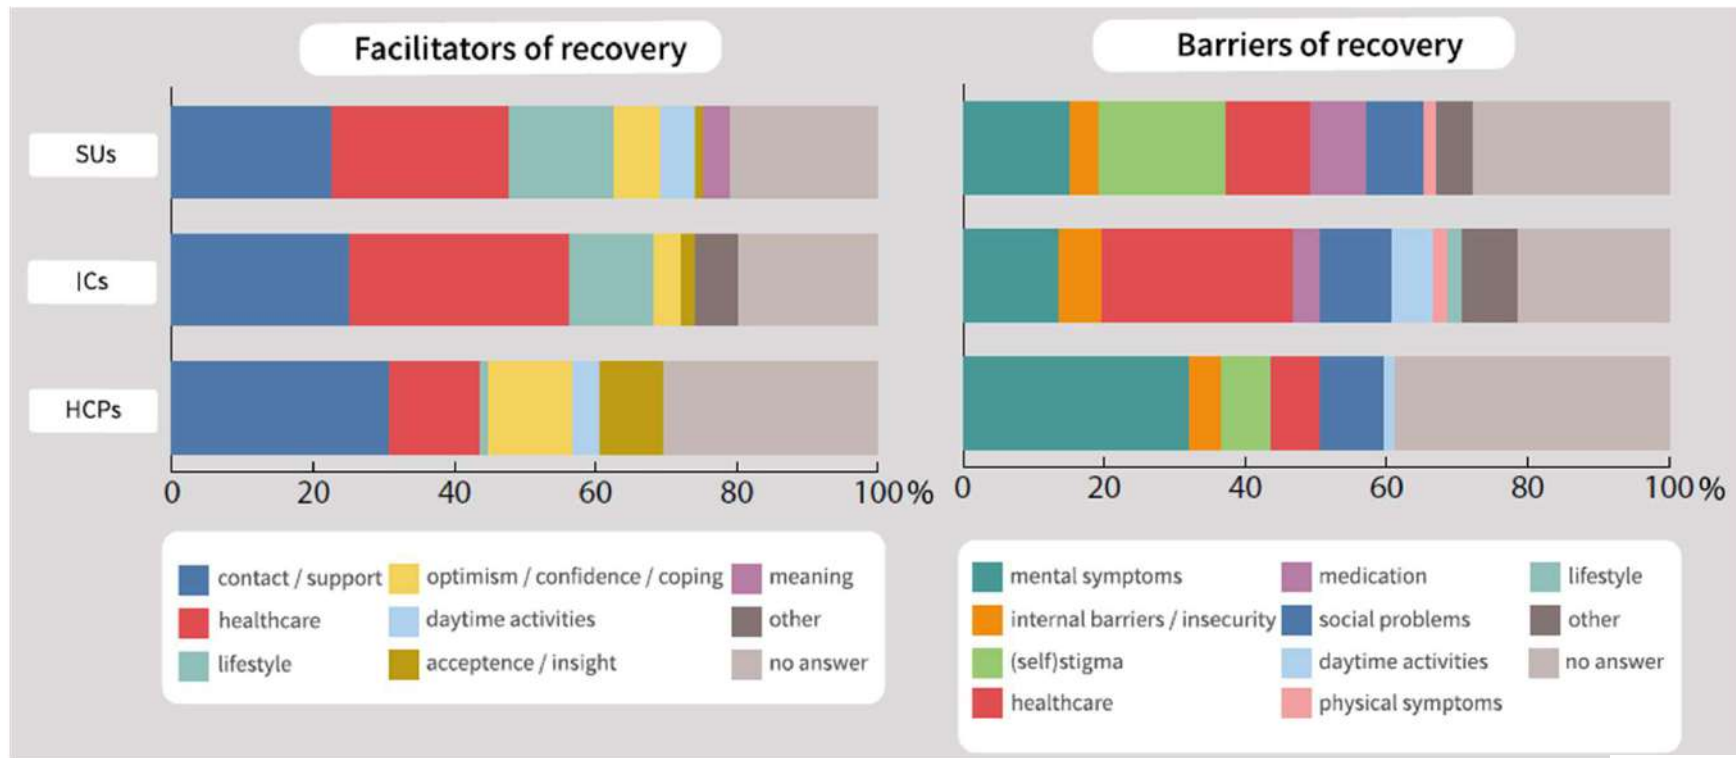 Facilitators of recovery
SUs
ICs
HCPs
0 20 40 60 80 100 %
contact / support
healthcare
lifestyle
optimism / confidence / coping
daytime activities
acceptence / insight
meaning
other
no answer
Barriers of recovery
0 20 40 60 80 100 %
mental symptoms
internal barriers / insecurity
(self)stigma
healthcare
medication
social problems
daytime activities
physical symptoms
lifestyle
other
no answer